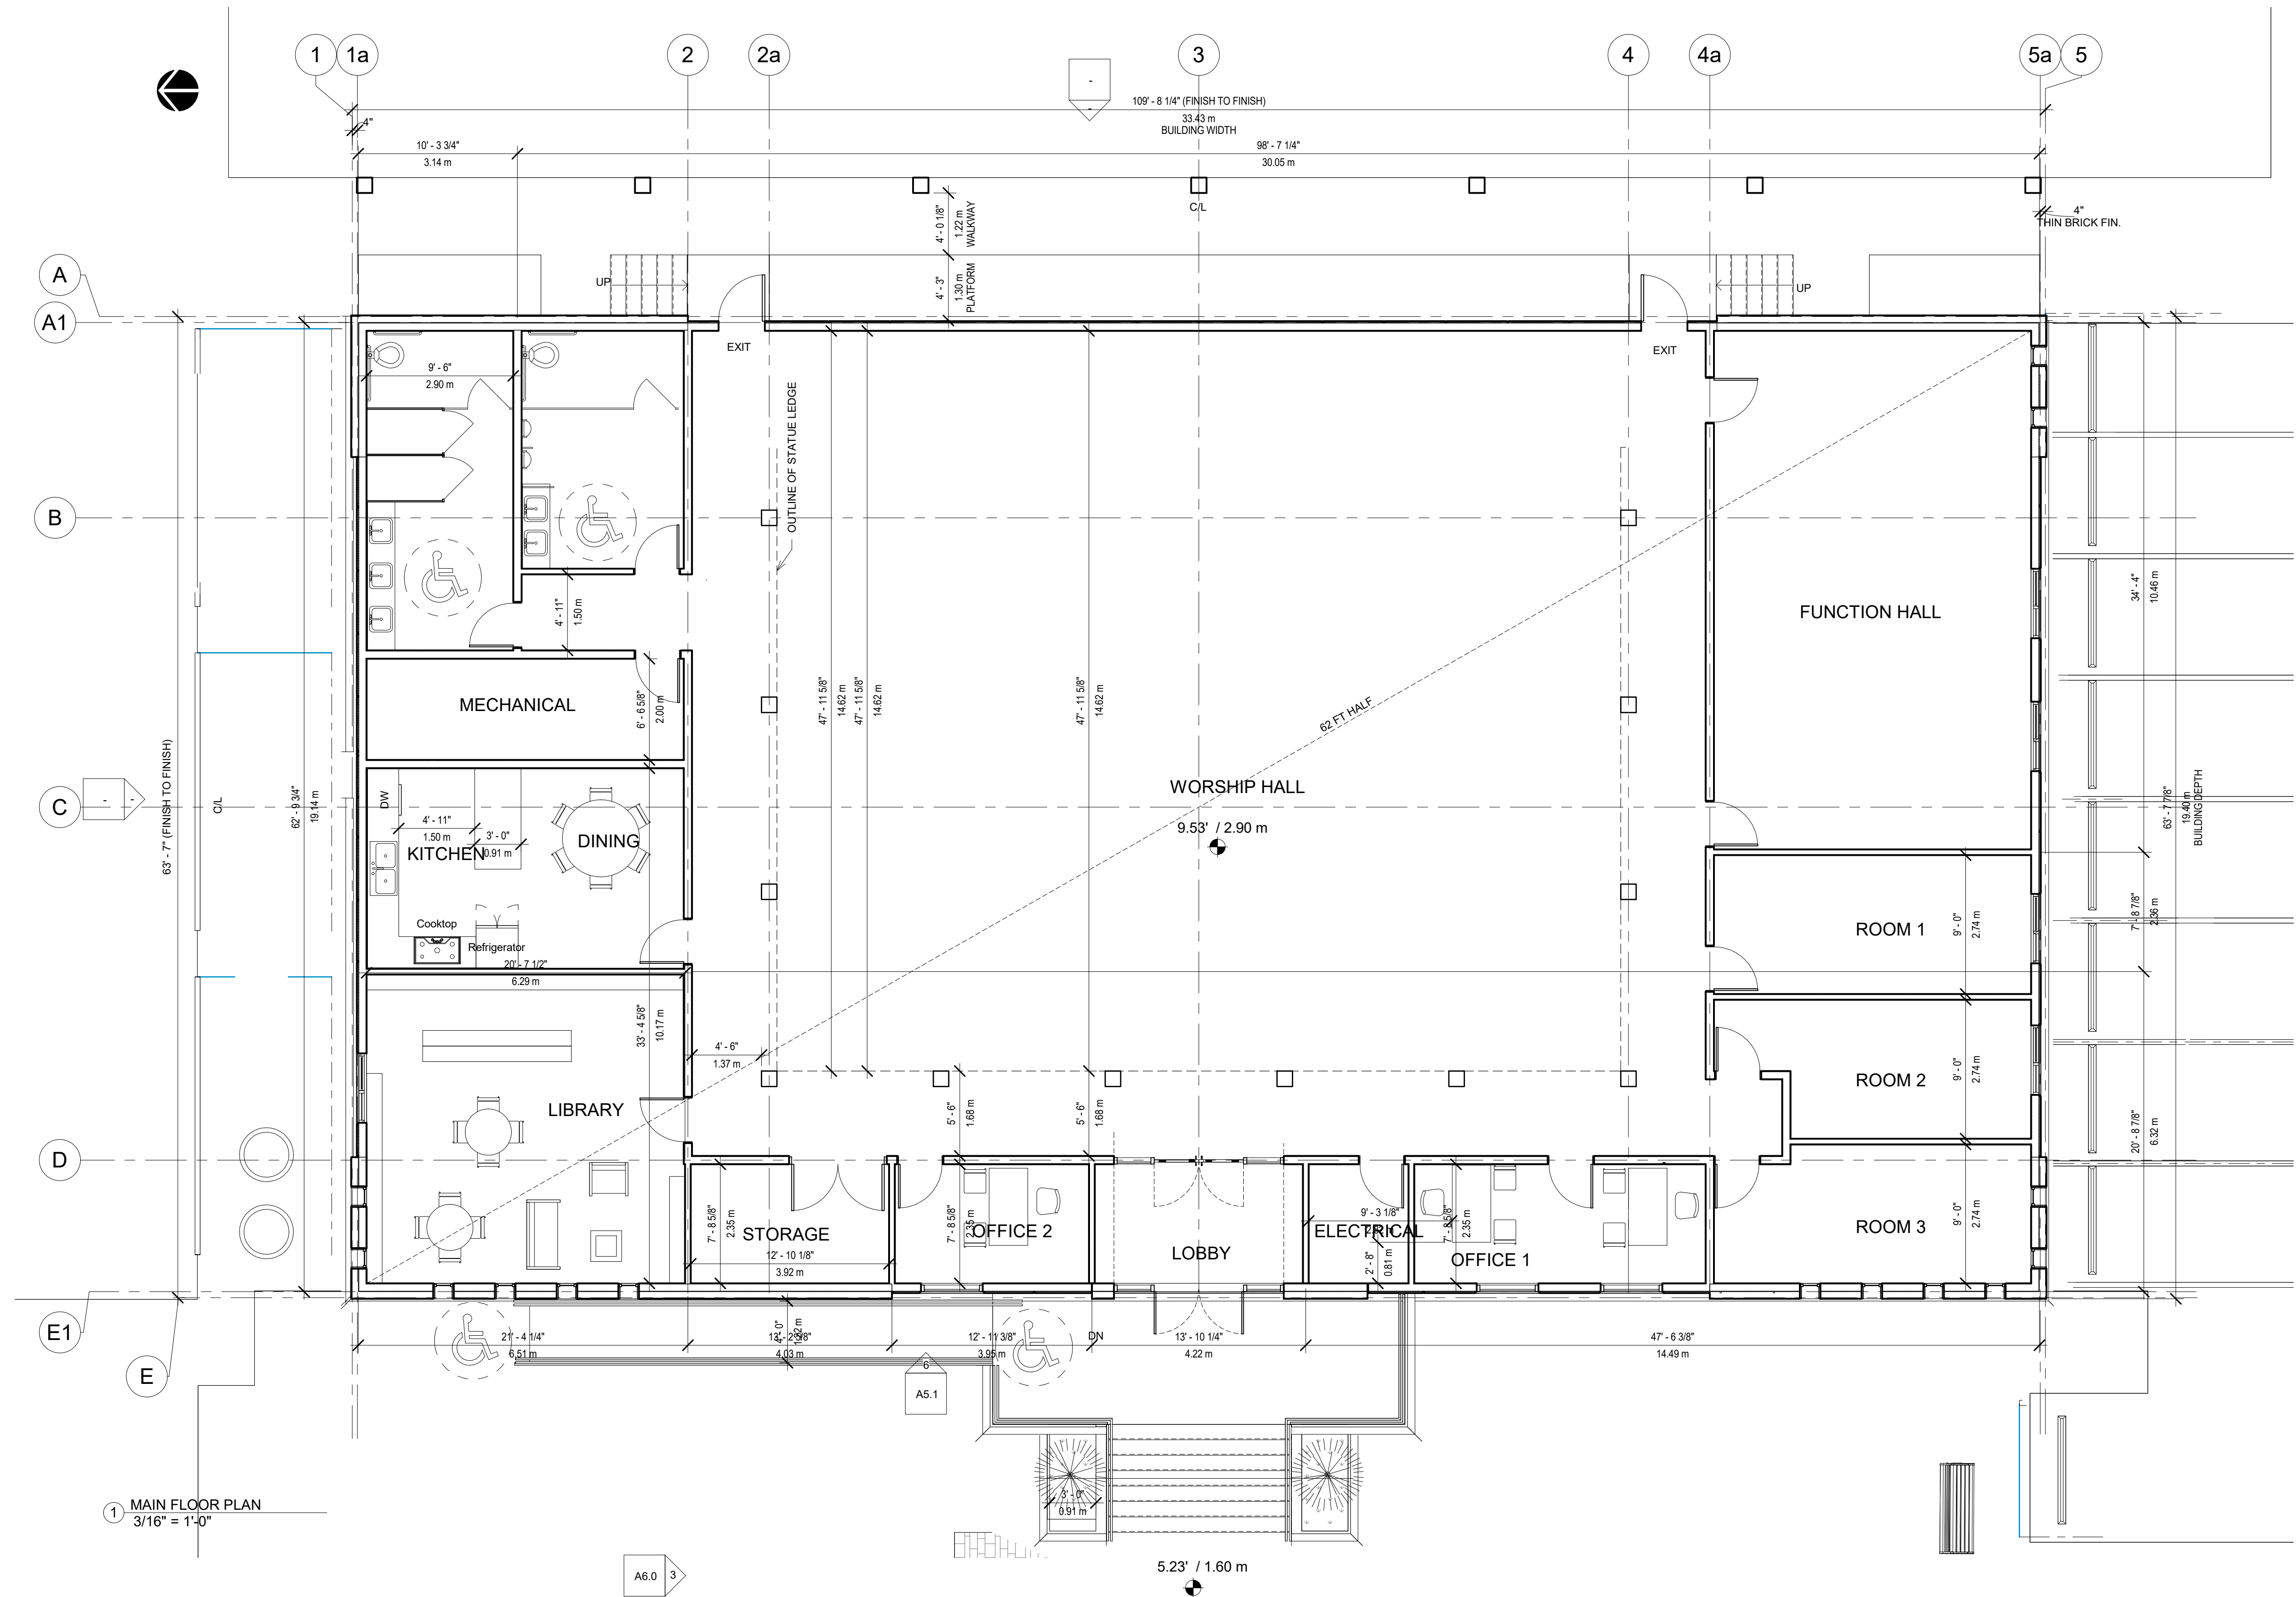 1
1a
2
2a
3
4
4a
5a
5
-
-
109' - 8 1/4" (FINISH TO FINISH)
33.43 m
BUILDING WIDTH
4"
10' - 3 3/4"
3.14 m
98' - 7 1/4"
30.05 m
C/L
4' - 0 1/8"
1.22 m
WALKWAY
4"
THIN BRICK FIN.
4' - 3"
1.30 m
PLATFORM
UP
UP
A
A1
B
C
D
E1
E
EXIT
EXIT
9' - 6"
2.90 m
OUTLINE OF STATUE LEDGE
4' - 11"
1.50 m
FUNCTION HALL
34' - 4"
10.46 m
MECHANICAL
6' - 6 5/8"
2.00 m
47' - 11 5/8"
14.62 m
47' - 11 5/8"
14.62 m
47' - 11 5/8"
14.62 m
62 FT HALF
WORSHIP HALL
9.53' / 2.90 m
-
-
63' - 7" (FINISH TO FINISH)
C/L
62' - 9 3/4"
19.14 m
DW
4' - 11"
1.50 m
3' - 0"
0.91 m
KITCHEN
DINING
Cooktop
Refrigerator
20' - 7 1/2"
6.29 m
63' - 7 7/8"
19.40 m
BUILDING DEPTH
7' - 8 7/8"
2.36 m
ROOM 1
9' - 0"
2.74 m
33' - 4 5/8"
10.17 m
4' - 6"
1.37 m
ROOM 2
9' - 0"
2.74 m
LIBRARY
5' - 6"
1.68 m
5' - 6"
1.68 m
20' - 8 7/8"
6.32 m
7' - 8 5/8"
2.35 m
STORAGE
12' - 10 1/8"
3.92 m
7' - 8 5/8"
2.35 m
OFFICE 2
LOBBY
9' - 3 1/8"
ELECTRICAL
2' - 8"
0.81 m
7' - 8 5/8"
2.35 m
OFFICE 1
ROOM 3
9' - 0"
2.74 m
21' - 4 1/4"
6.51 m
4.03 m
12' - 11 3/8"
3.95 m
DN
13' - 10 1/4"
4.22 m
47' - 6 3/8"
14.49 m
6
A5.1
3' - 0"
0.91 m
1
MAIN FLOOR PLAN
3/16" = 1'-0"
A6.0
3
5.23' / 1.60 m